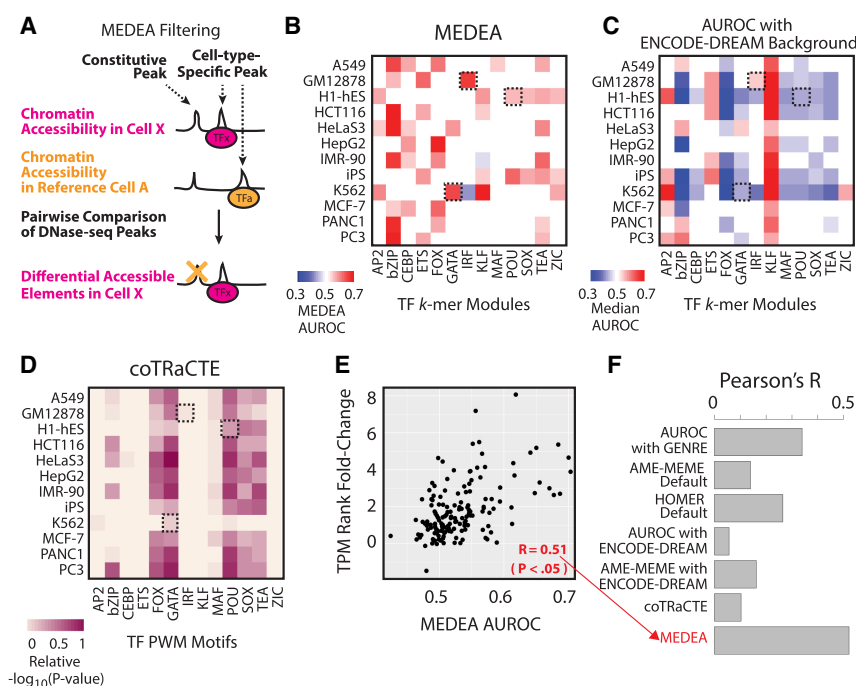 A
MEDEA Filtering
Constitutive
Peak
Cell-type-
Specific Peak
Chromatin
Accessibility in Cell X
TFx
Chromatin
Accessibility
in Reference Cell A
TFa
Pairwise Comparison
of DNase-seq Peaks
Differential Accessible
Elements in Cell X
TFx
B
MEDEA
A549
GM12878
H1-hES
HCT116
HeLaS3
HepG2
IMR-90
iPS
K562
MCF-7
PANC1
PC3
AP2
bZIP
CEBP
ETS
FOX
GATA
IRF
KLF
MAF
POU
SOX
TEA
ZIC
0.3 0.7
MEDEA
AUROC
TF k-mer Modules
C
AUROC with
ENCODE-DREAM Background
A549
GM12878
H1-hES
HCT116
HeLaS3
HepG2
IMR-90
iPS
K562
MCF-7
PANC1
PC3
AP2
bZIP
CEBP
ETS
FOX
GATA
IRF
KLF
MAF
POU
SOX
TEA
ZIC
0.3 0.7
Median
AUROC
TF k-mer Modules
D
coTRaCTE
A549
GM12878
H1-hES
HCT116
HeLaS3
HepG2
IMR-90
iPS
K562
MCF-7
PANC1
PC3
AP2
bZIP
CEBP
ETS
FOX
GATA
IRF
KLF
MAF
POU
SOX
TEA
ZIC
0 0.5 1
Relative
-log10(P-value)
TF PWM Motifs
E
TPM Rank Fold-Change
8
6
4
2
0
R = 0.51
( P < .05 )
0.5 0.6 0.7
MEDEA AUROC
F
Pearson's R
0 0.5
AUROC
with GENRE
AME-MEME
Default
HOMER
Default
AUROC with
ENCODE-DREAM
AME-MEME with
ENCODE-DREAM
coTRaCTE
MEDEA